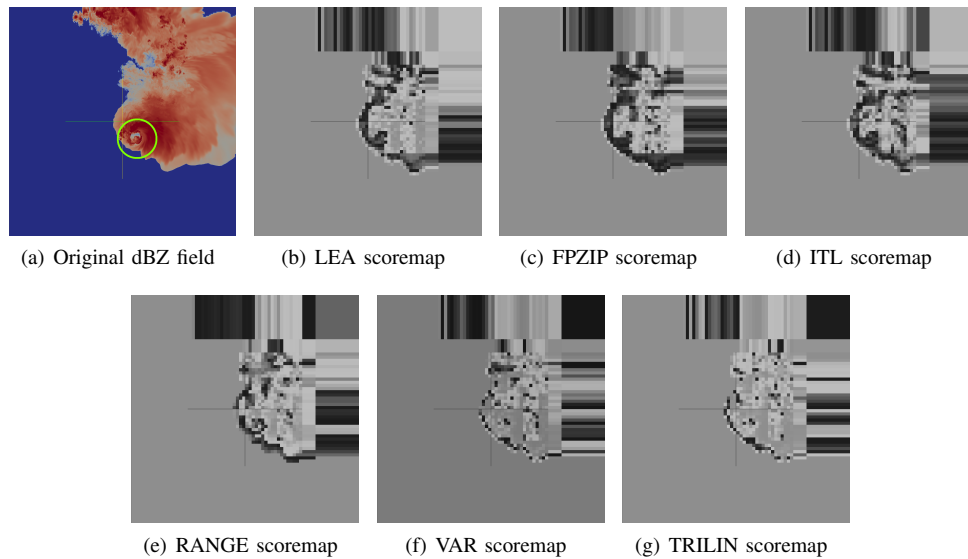 (a) Original dBZ field
(b) LEA scoremap
(c) FPZIP scoremap
(d) ITL scoremap
(e) RANGE scoremap
(f) VAR scoremap
(g) TRILIN scoremap